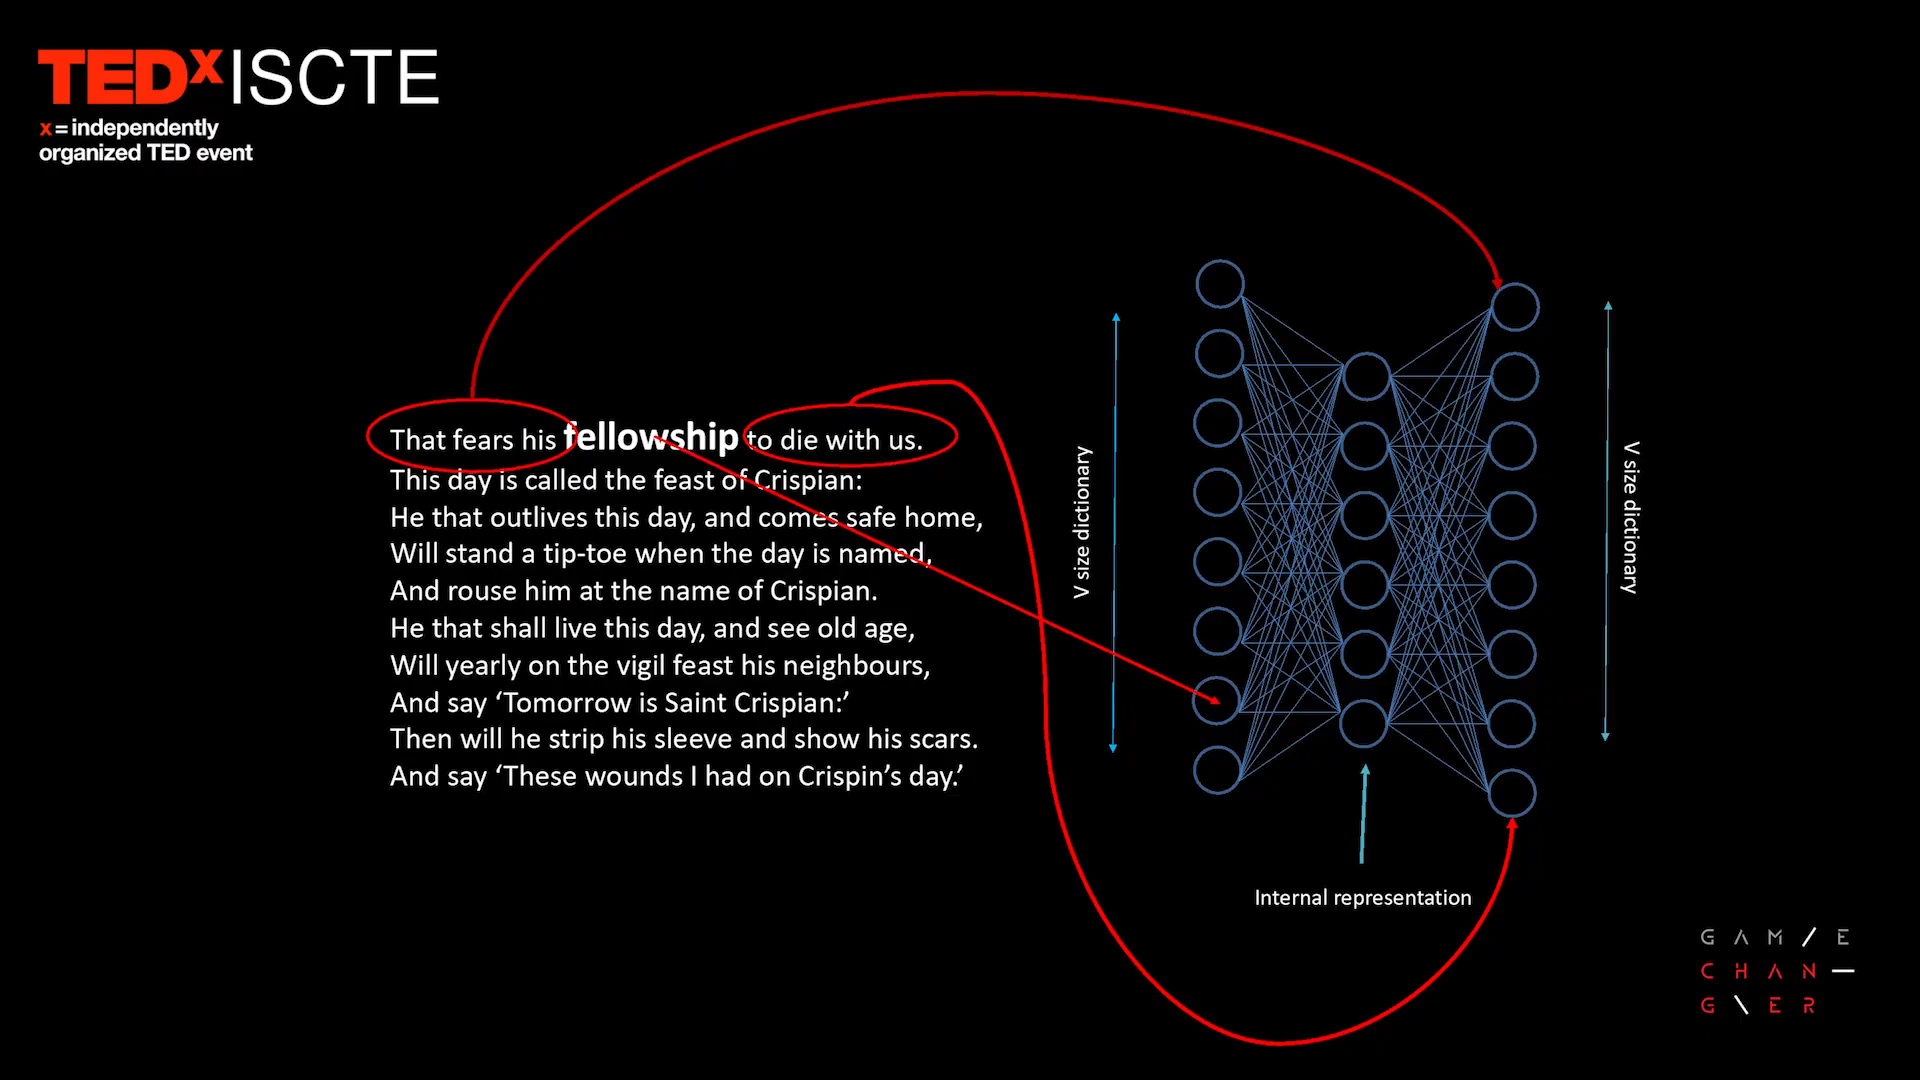 TEDxISCTE
x = independently
organized TED event
That fears his fellowship to die with us.
This day is called the feast of Crispian:
He that outlives this day, and comes safe home,
Will stand a tip-toe when the day is named,
And rouse him at the name of Crispian.
He that shall live this day, and see old age,
Will yearly on the vigil feast his neighbours,
And say ‘Tomorrow is Saint Crispian:’
Then will he strip his sleeve and show his scars.
And say ‘These wounds I had on Crispin’s day.’
V size dictionary
V size dictionary
Internal representation
GAM/E
CHAN—
G\ER